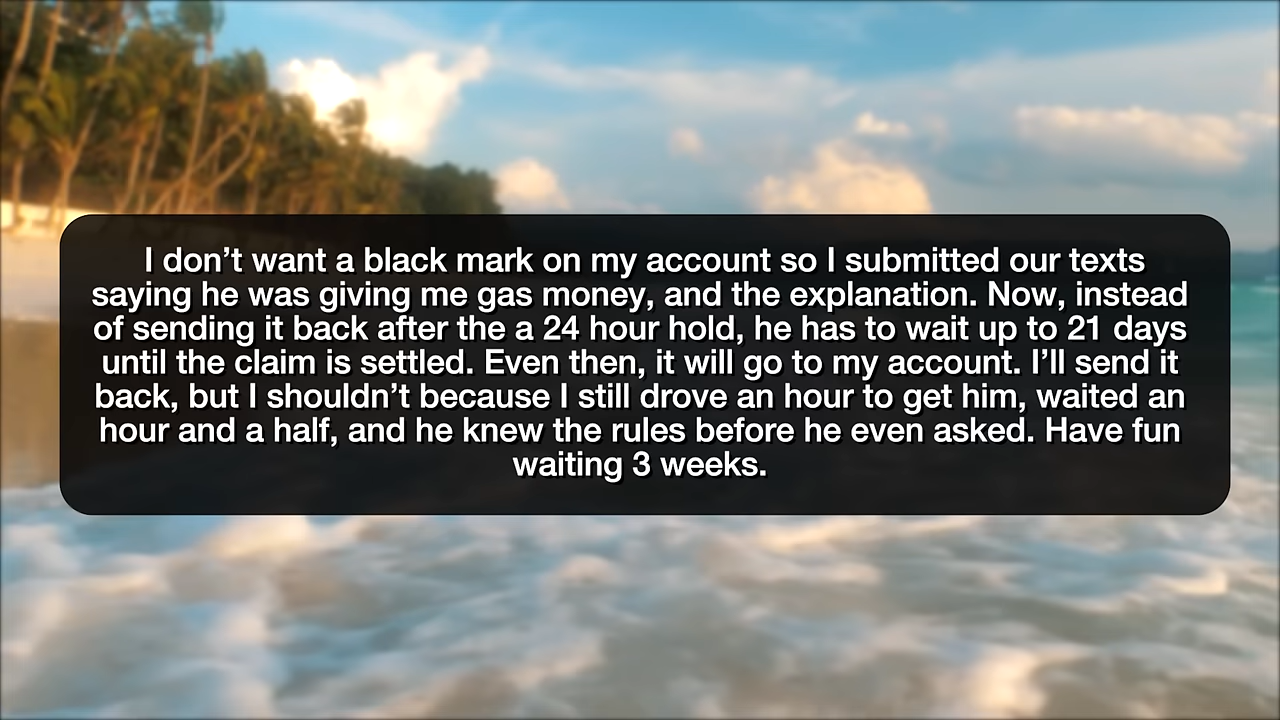 I don’t want a black mark on my account so I submitted our texts
saying he was giving me gas money, and the explanation. Now, instead
of sending it back after the a 24 hour hold, he has to wait up to 21 days
until the claim is settled. Even then, it will go to my account. I’ll send it
back, but I shouldn’t because I still drove an hour to get him, waited an
hour and a half, and he knew the rules before he even asked. Have fun
waiting 3 weeks.